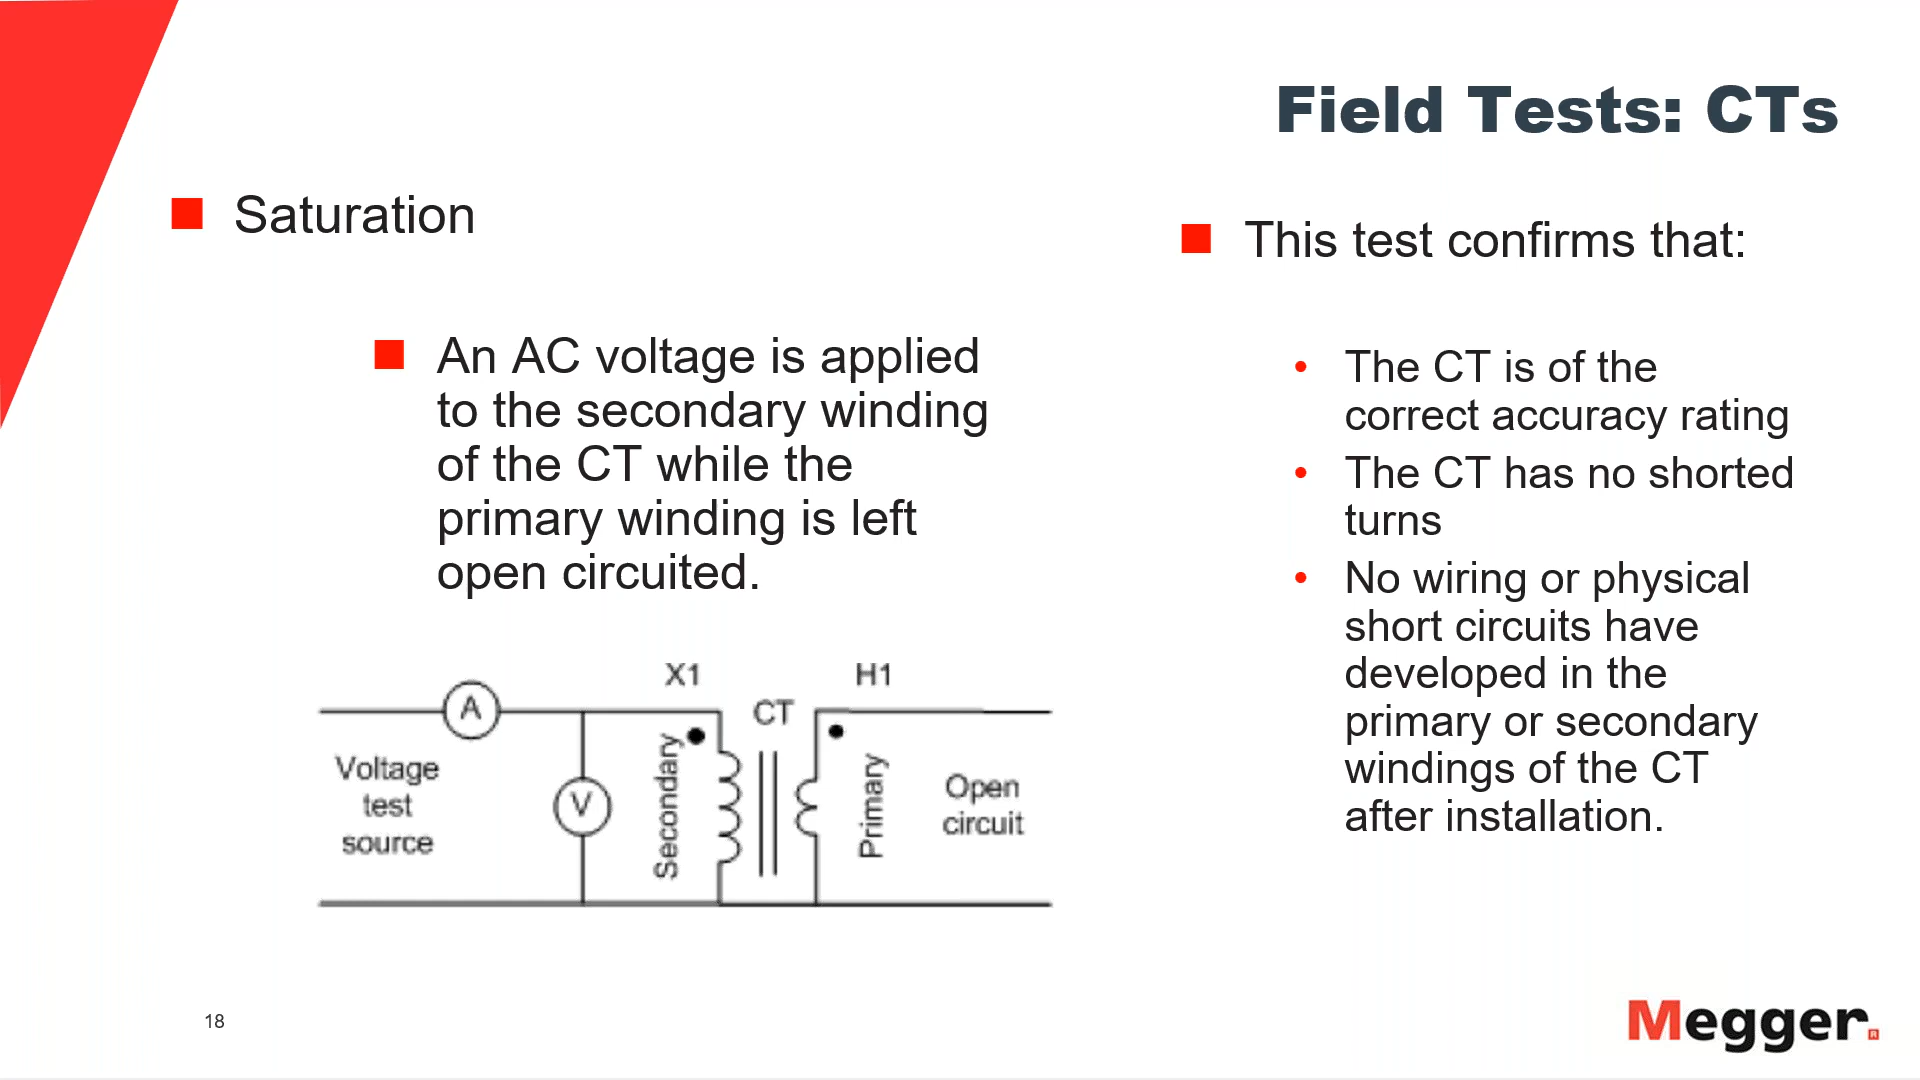 Field Tests: CTs
Saturation
An AC voltage is applied
to the secondary winding
of the CT while the
primary winding is left
open circuited.
X1
H1
A
CT
Voltage
test
source
V
Secondary
Primary
Open
circuit
This test confirms that:
The CT is of the
correct accuracy rating
The CT has no shorted
turns
No wiring or physical
short circuits have
developed in the
primary or secondary
windings of the CT
after installation.
18
Megger.
R